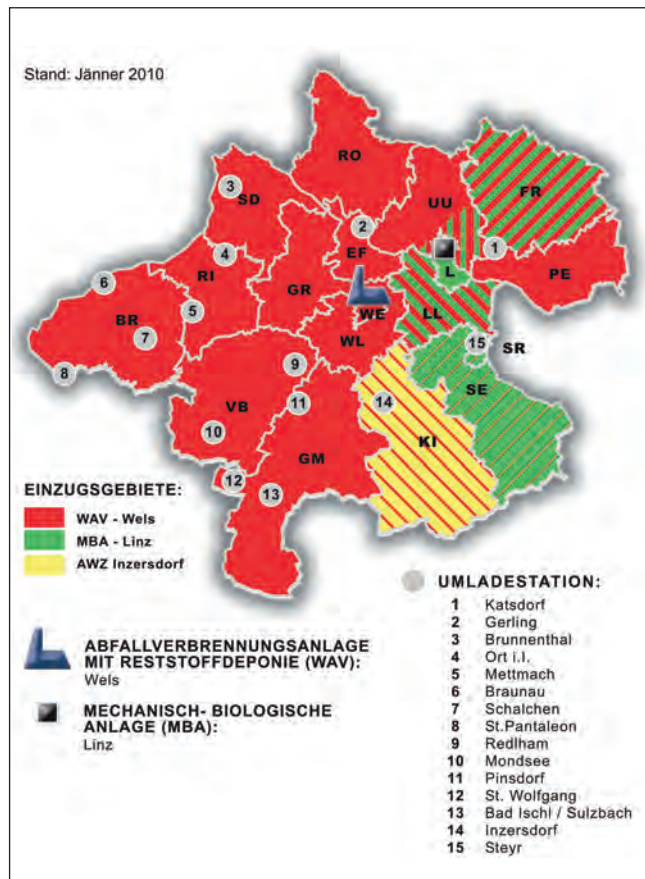 Stand: Jänner 2010
RO
FR
3
SD
UU
2
EF
1
4
RI
L
PE
GR
6
WE
5
LL
BR
7
WL
15
SR
8
9
SE
11
14
VB
10
KI
GM
12
13
EINZUGSGEBIETE:
WAV - Wels
MBA - Linz
AWZ Inzersdorf
ABFALLVERBRENNUNGSANLAGE
MIT RESTSTOFFDEPONIE (WAV):
Wels
MECHANISCH- BIOLOGISCHE
ANLAGE (MBA):
Linz
UMLADESTATION:
1 Katsdorf
2 Gerling
3 Brunnenthal
4 Ort i.I.
5 Mettmach
6 Braunau
7 Schalchen
8 St.Pantaleon
9 Redlham
10 Mondsee
11 Pinsdorf
12 St. Wolfgang
13 Bad Ischl / Sulzbach
14 Inzersdorf
15 Steyr